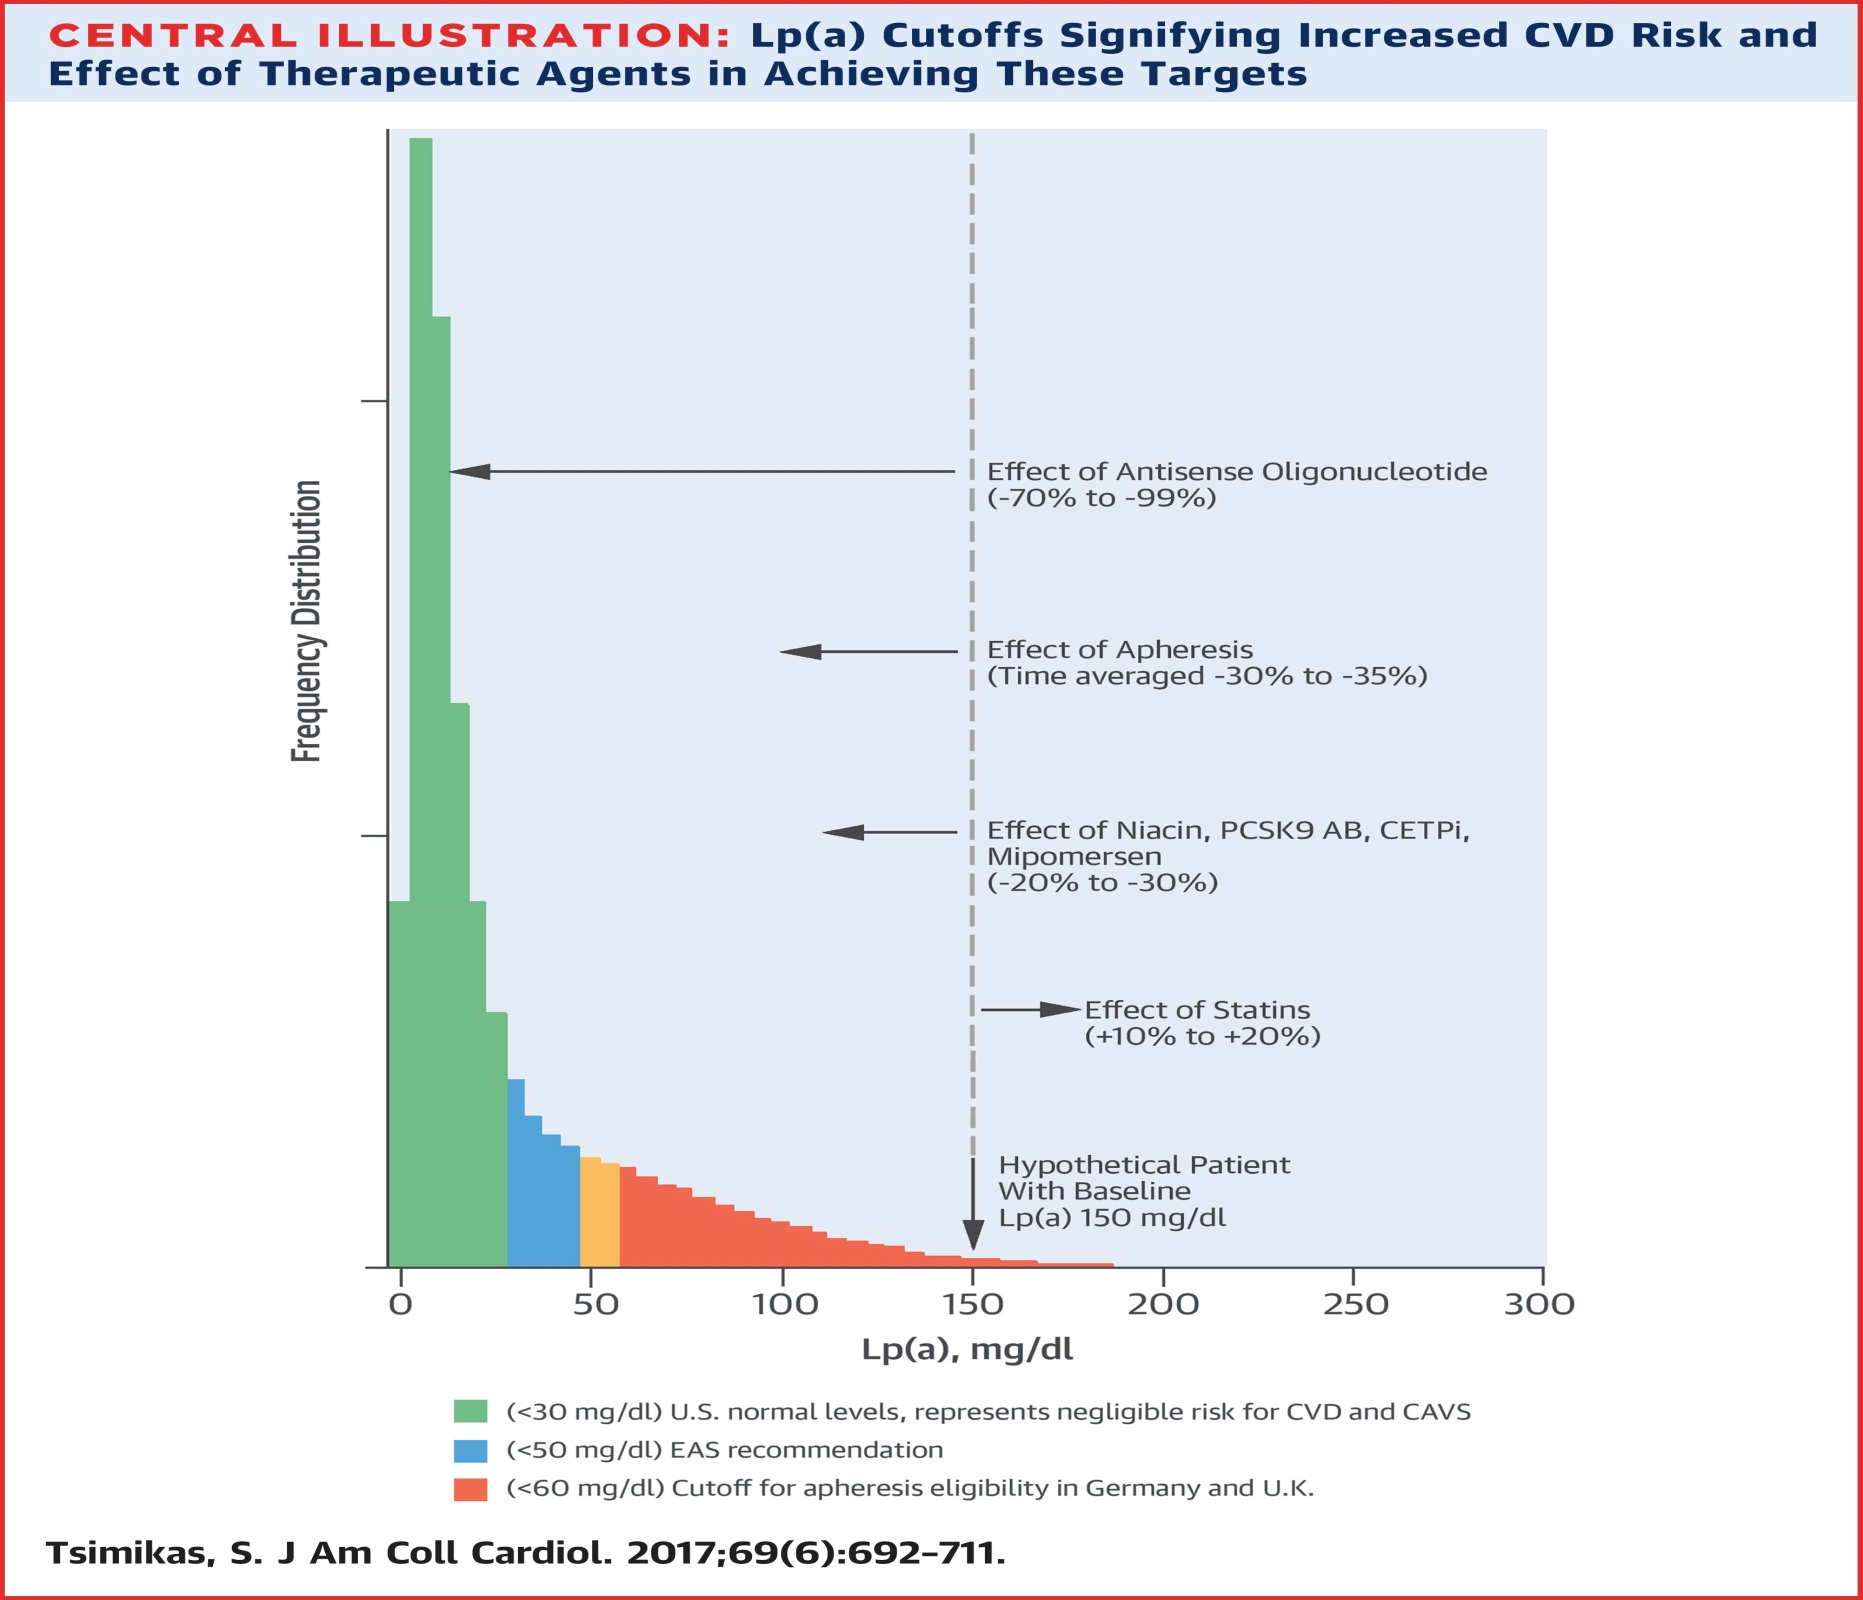 CENTRAL ILLUSTRATION: Lp(a) Cutoffs Signifying Increased CVD Risk and
Effect of Therapeutic Agents in Achieving These Targets
Frequency Distribution
Effect of Antisense Oligonucleotide
(-70% to -99%)
Effect of Apheresis
(Time averaged -30% to -35%)
Effect of Niacin, PCSK9 AB, CETPi,
Mipomersen
(-20% to -30%)
Effect of Statins
(+10% to +20%)
Hypothetical Patient
With Baseline
Lp(a) 150 mg/dl
0 50 100 150 200 250 300
Lp(a), mg/dl
(<30 mg/dl) U.S. normal levels, represents negligible risk for CVD and CAVS
(<50 mg/dl) EAS recommendation
(<60 mg/dl) Cutoff for apheresis eligibility in Germany and U.K.
Tsimikas, S. J Am Coll Cardiol. 2017;69(6):692–711.